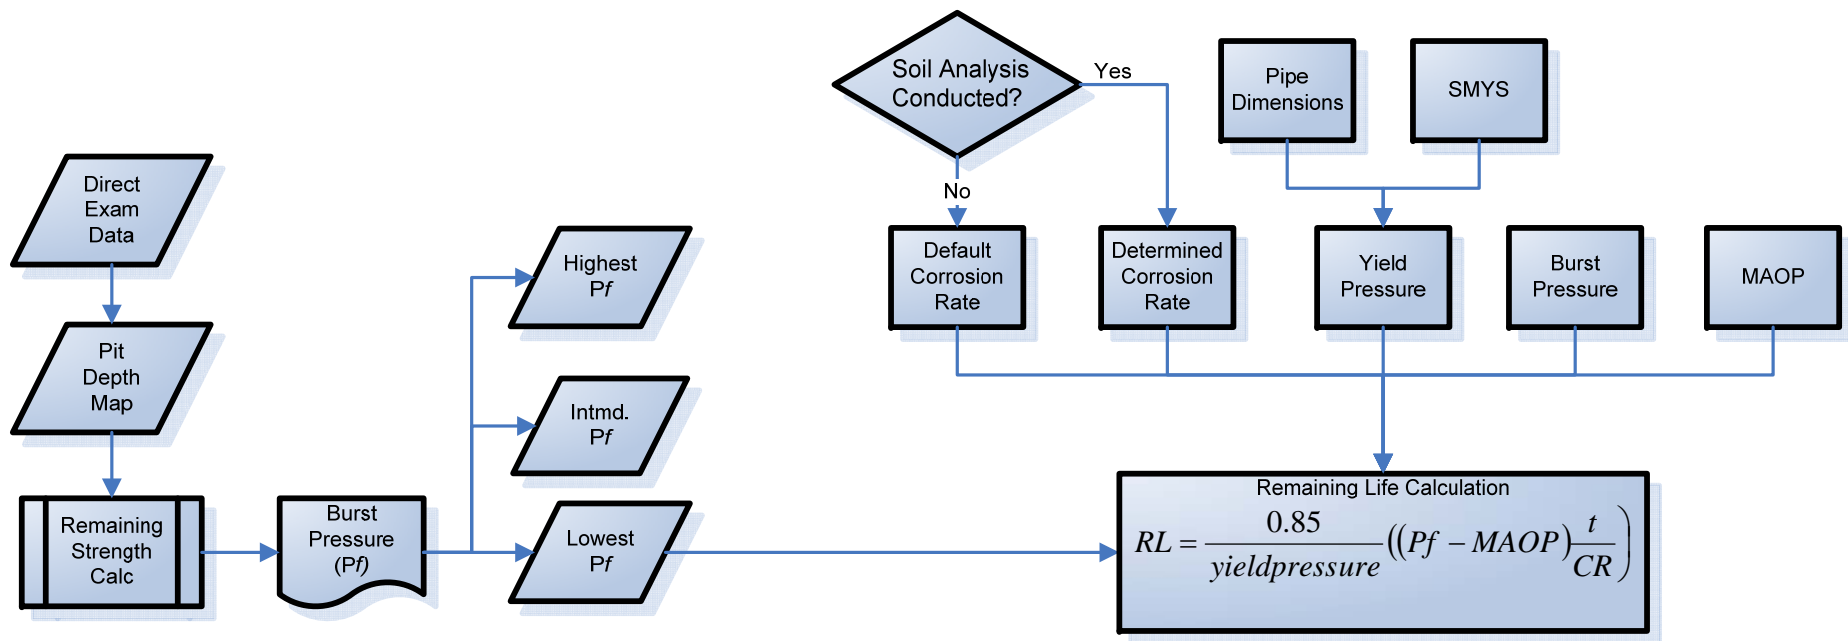 Direct
Exam
Data
Pit
Depth
Map
Remaining
Strength
Calc
Burst
Pressure
(Pf)
Highest
Pf
Intmd.
Pf
Lowest
Pf
Soil Analysis
Conducted?
Yes
No
Default
Corrosion
Rate
Determined
Corrosion
Rate
Pipe
Dimensions
SMYS
Yield
Pressure
Burst
Pressure
MAOP
Remaining Life Calculation
RL = 0.85/yieldpressure ((Pf − MAOP) t/CR)